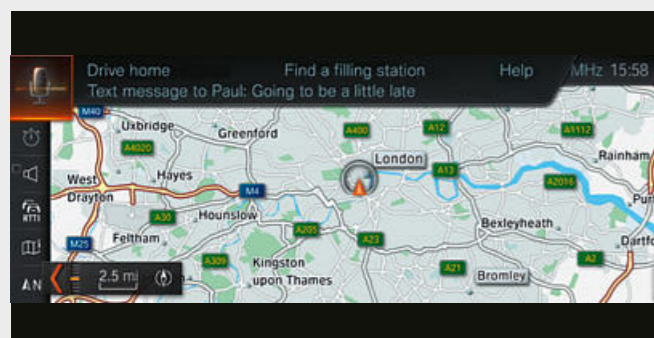 Drive home Find a filling station Help MHz 15:58
Text message to Paul: Going to be a little late
M40
Uxbridge
Greenford
A400
A12
A1112
A4020
London
Rainham
West
Drayton
Hayes
M4
A13
A2016
RTTI
A30
Hounslow
A205
Bexleyheath
M25
Feltham
A23
A309
Kingston
upon Thames
A21
A2
Bromley
2.5 mi
N